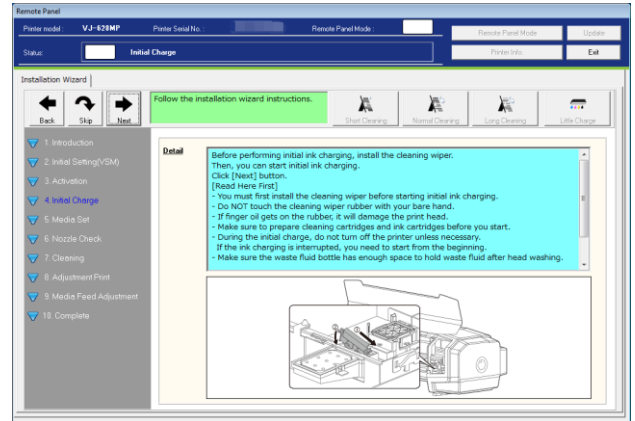 Remote Panel
Printer model : VJ-628MP Printer Serial No. : Remote Panel Mode :
Remote Panel Mode Update
Status: Initial Charge
Printer Info. Exit
Installation Wizard
Follow the installation wizard instructions.
Back Skip Next Short Cleaning Normal Cleaning Long Cleaning Little Charge
1. Introduction
2. Initial Setting(VSM)
3. Activation
4. Initial Charge
5. Media Set
6. Nozzle Check
7. Cleaning
8. Adjustment Print
9. Media Feed Adjustment
10. Complete
Detail
Before performing initial ink charging, install the cleaning wiper.
Then, you can start initial ink charging.
Click [Next] button.
[Read Here First]
- You must first install the cleaning wiper before starting initial ink charging.
- Do NOT touch the cleaning wiper rubber with your bare hand.
- If finger oil gets on the rubber, it will damage the print head.
- Make sure to prepare cleaning cartridges and ink cartridges before you start.
- During the initial charge, do not turn off the printer unless necessary.
If the ink charging is interrupted, you need to start from the beginning.
- Make sure the waste fluid bottle has enough space to hold waste fluid after head washing.